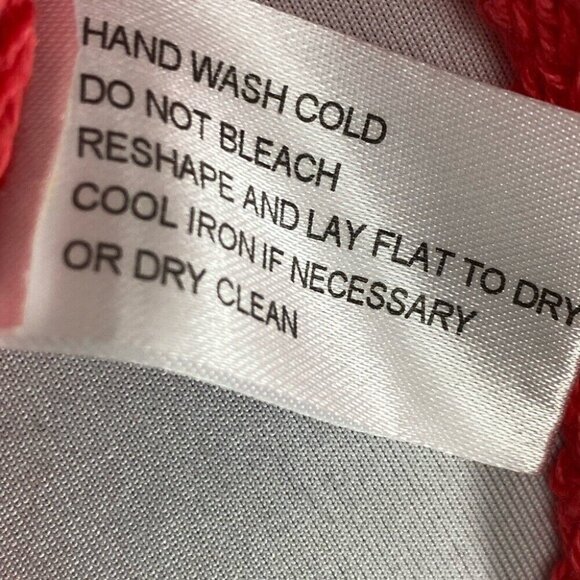 HAND WASH COLD
DO NOT BLEACH
RESHAPE AND LAY FLAT TO DRY
COOL IRON IF NECESSARY
OR DRY CLEAN